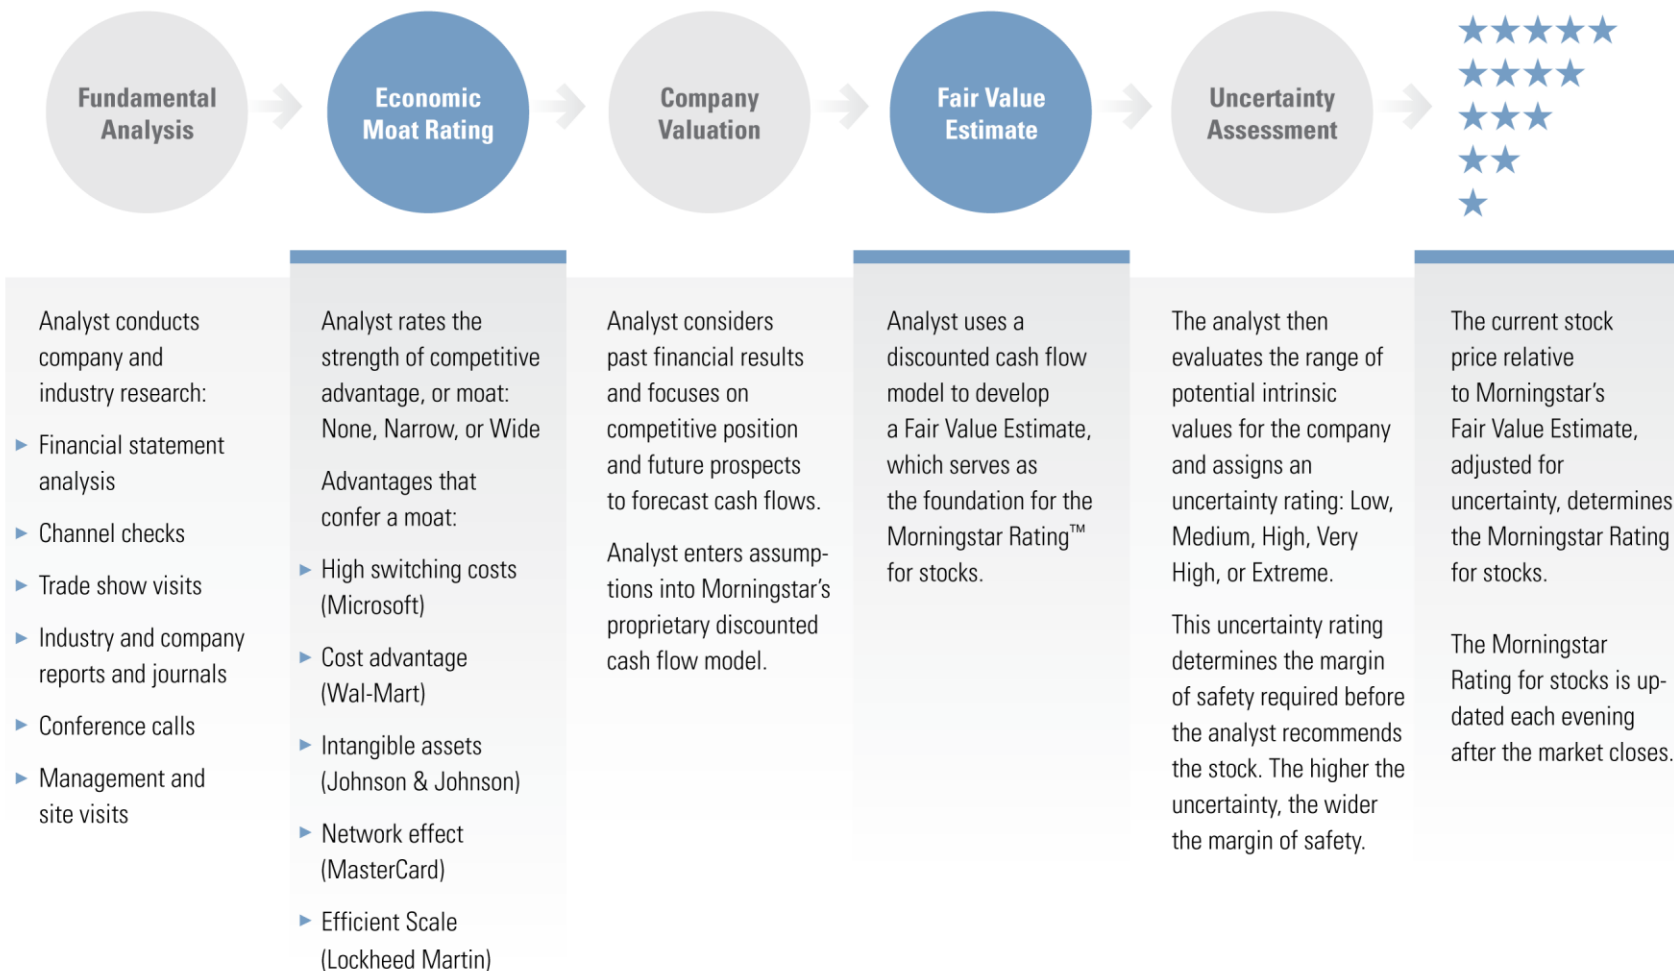 Fundamental
Analysis
Economic
Moat Rating
Company
Valuation
Fair Value
Estimate
Uncertainty
Assessment
Analyst conducts
company and
industry research:
Financial statement
analysis
Channel checks
Trade show visits
Industry and company
reports and journals
Conference calls
Management and
site visits
Analyst rates the
strength of competitive
advantage, or moat:
None, Narrow, or Wide
Advantages that
confer a moat:
High switching costs
(Microsoft)
Cost advantage
(Wal-Mart)
Intangible assets
(Johnson & Johnson)
Network effect
(MasterCard)
Efficient Scale
(Lockheed Martin)
Analyst considers
past financial results
and focuses on
competitive position
and future prospects
to forecast cash flows.
Analyst enters assump-
tions into Morningstar’s
proprietary discounted
cash flow model.
Analyst uses a
discounted cash flow
model to develop
a Fair Value Estimate,
which serves as
the foundation for the
Morningstar Rating™
for stocks.
The analyst then
evaluates the range of
potential intrinsic
values for the company
and assigns an
uncertainty rating: Low,
Medium, High, Very
High, or Extreme.
This uncertainty rating
determines the margin
of safety required before
the analyst recommends
the stock. The higher the
uncertainty, the wider
the margin of safety.
The current stock
price relative
to Morningstar’s
Fair Value Estimate,
adjusted for
uncertainty, determines
the Morningstar Rating
for stocks.
The Morningstar
Rating for stocks is up-
dated each evening
after the market closes.